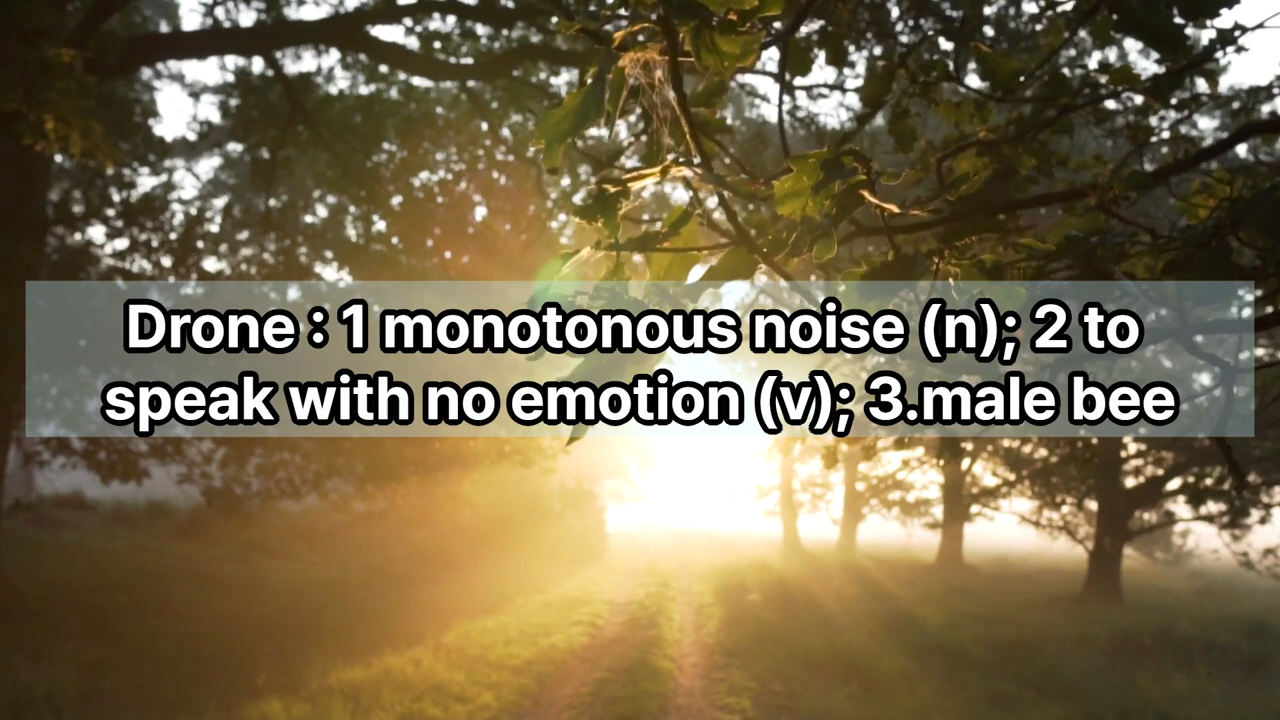 Drone : 1 monotonous noise (n); 2 to
speak with no emotion (v); 3.male bee